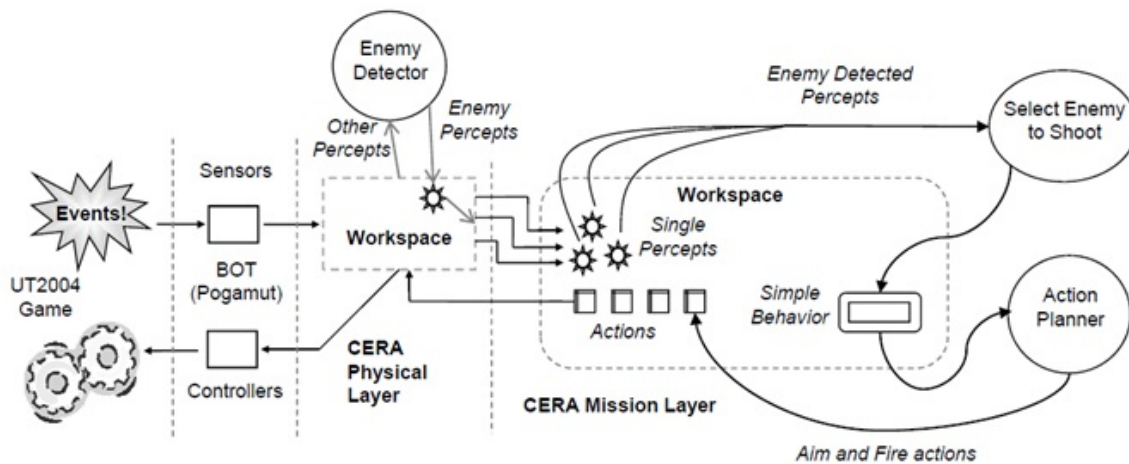 Enemy
Detector
Other
Percepts
Enemy
Percepts
Enemy Detected
Percepts
Select Enemy
to Shoot
Sensors
Events!
Workspace
Workspace
Single
Percepts
UT2004
Game
BOT
(Pogamut)
Simple
Behavior
Action
Planner
Actions
Controllers
CERA
Physical
Layer
CERA Mission Layer
Aim and Fire actions